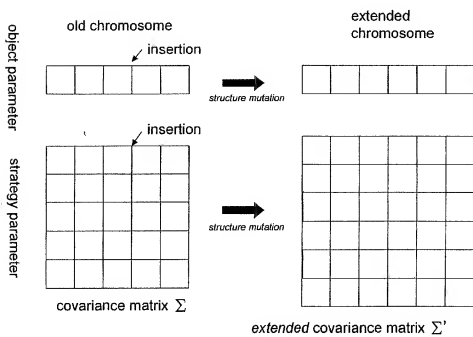 old chromosome
extended
chromosome
object parameter
insertion
structure mutation
insertion
strategy parameter
structure mutation
covariance matrix Σ
extended covariance matrix Σ'